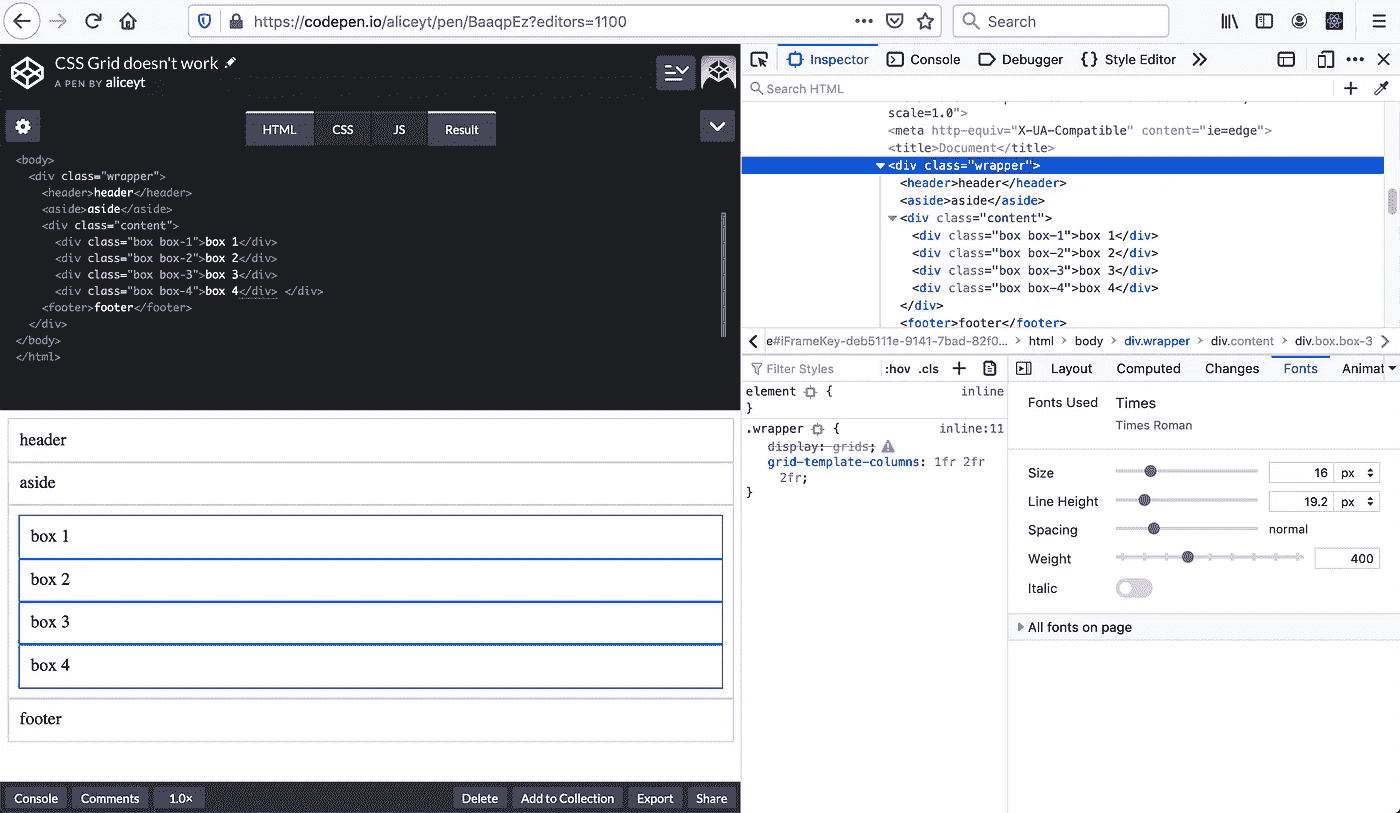 https://codepen.io/aliceyt/pen/BaaqpEz?editors=1100
Search
CSS Grid doesn't work
A PEN BY aliceyt
HTML
CSS
JS
Result
<body>
<div class="wrapper">
<header>header</header>
<aside>aside</aside>
<div class="content">
<div class="box box-1">box 1</div>
<div class="box box-2">box 2</div>
<div class="box box-3">box 3</div>
<div class="box box-4">box 4</div> </div>
<footer>footer</footer>
</div>
</body>
</html>
header
aside
box 1
box 2
box 3
box 4
footer
Console
Comments
1.0×
Delete
Add to Collection
Export
Share
Inspector
Console
Debugger
{} Style Editor
Search HTML
scale=1.0">
<meta http-equiv="X-UA-Compatible" content="ie=edge">
<title>Document</title>
<div class="wrapper">
<header>header</header>
<aside>aside</aside>
<div class="content">
<div class="box box-1">box 1</div>
<div class="box box-2">box 2</div>
<div class="box box-3">box 3</div>
<div class="box box-4">box 4</div>
</div>
<footer>footer</footer>
e#iFrameKey-deb5111e-9141-7bad-82f0... > html > body > div.wrapper > div.content > div.box.box-3
Filter Styles
:hov .cls +
element {
inline
}
.wrapper {
inline:11
display: grids;
grid-template-columns: 1fr 2fr
2fr;
}
Layout
Computed
Changes
Fonts
Animat
Fonts Used
Times
Times Roman
Size
16 px
Line Height
19.2 px
Spacing
normal
Weight
400
Italic
All fonts on page